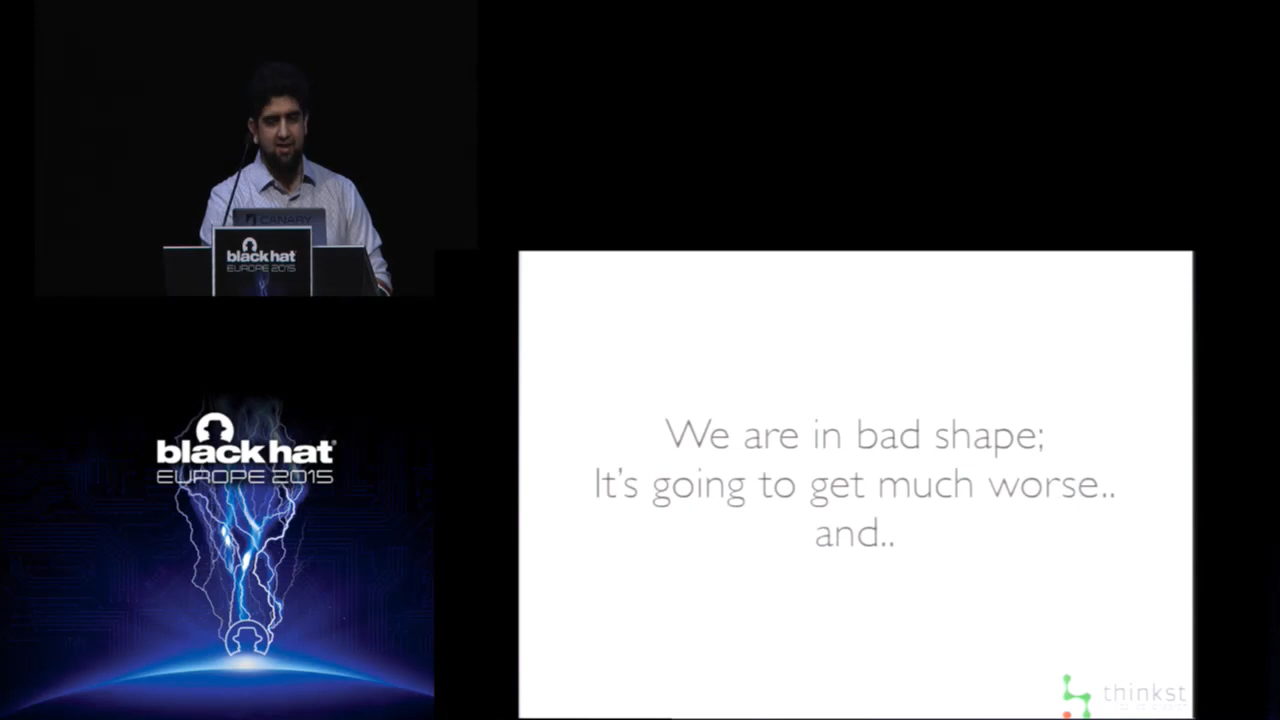 CANARY
black hat
EUROPE 2015
black hat
EUROPE 2015
We are in bad shape;
It's going to get much worse..
and..
thinkst